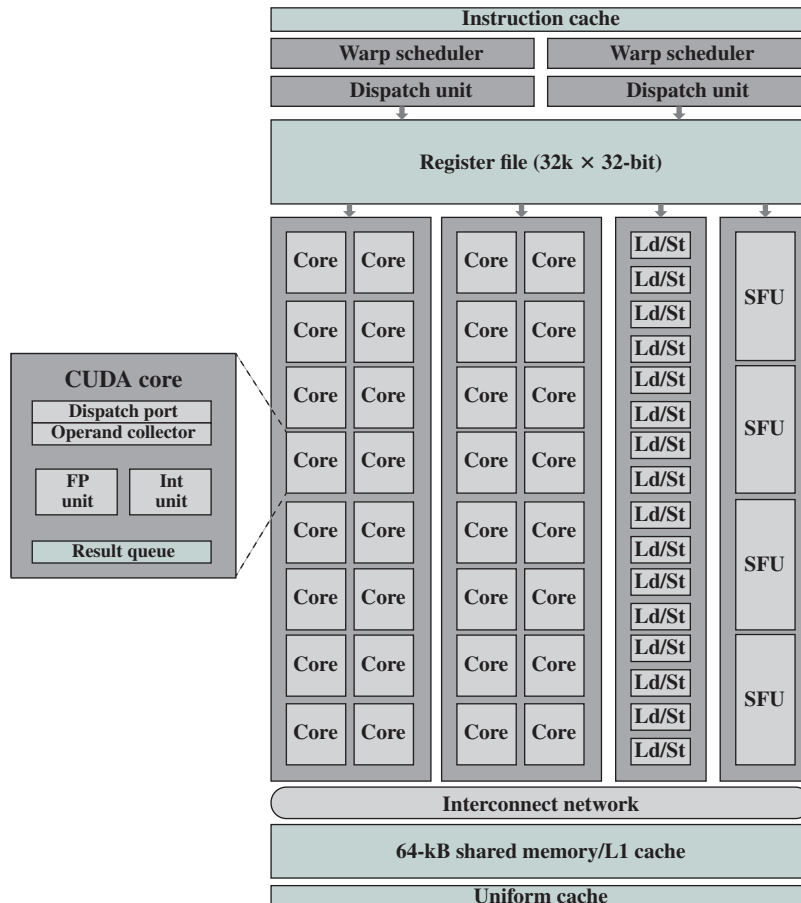 Instruction cache
Warp scheduler Warp scheduler
Dispatch unit Dispatch unit
Register file (32k × 32-bit)
Core Core Core Core Ld/St SFU
Ld/St
Core Core Core Core Ld/St
Ld/St
Core Core Core Core Ld/St SFU
Ld/St
Core Core Core Core Ld/St
Ld/St
Core Core Core Core Ld/St SFU
Ld/St
Core Core Core Core Ld/St
Ld/St
Core Core Core Core Ld/St SFU
Ld/St
Core Core Core Core Ld/St
Ld/St
CUDA core
Dispatch port
Operand collector
FP unit
Int unit
Result queue
Interconnect network
64-kB shared memory/L1 cache
Uniform cache